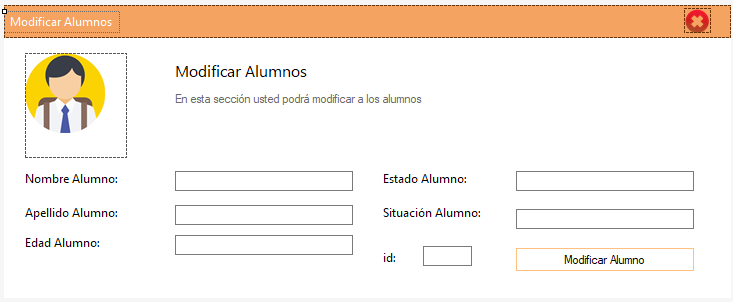 Modificar Alumnos
Modificar Alumnos
En esta sección usted podrá modificar a los alumnos
Nombre Alumno:
Estado Alumno:
Apellido Alumno:
Situación Alumno:
Edad Alumno:
id:
Modificar Alumno